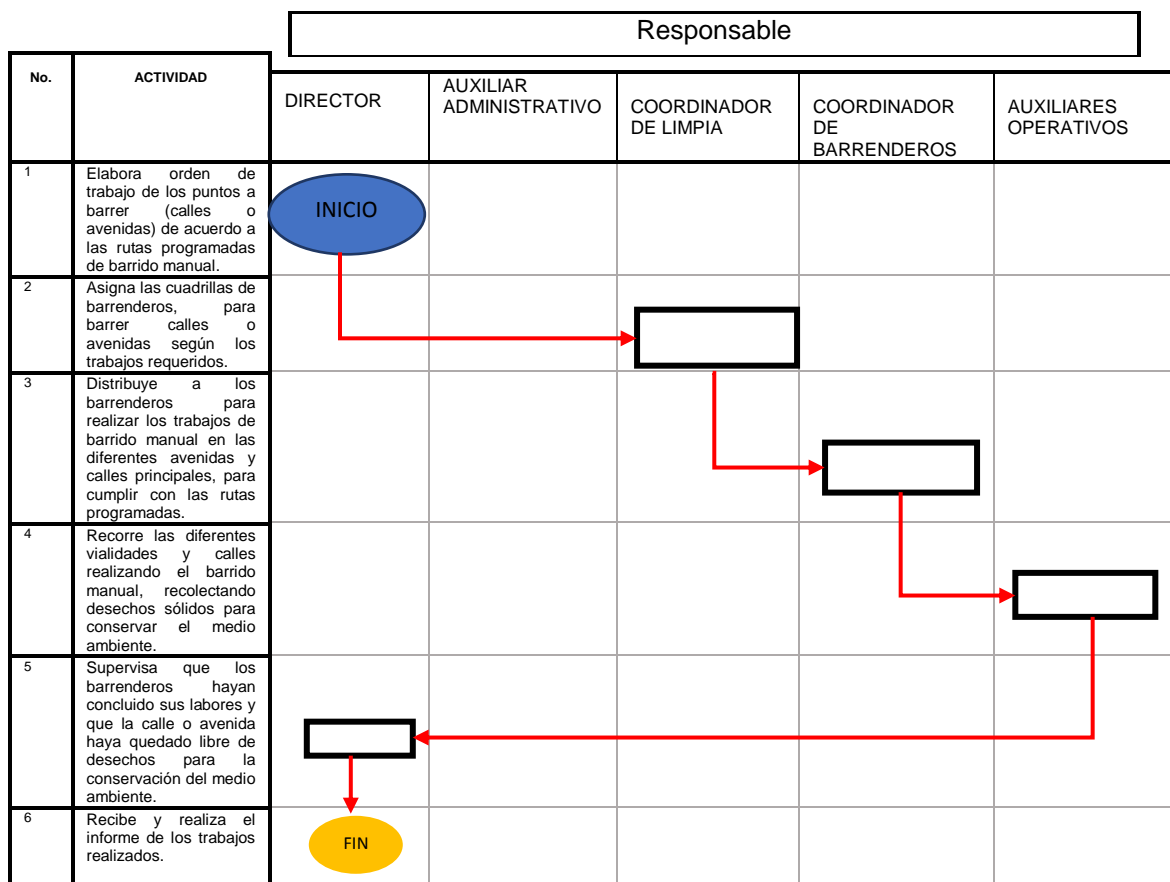 Responsable
No.
ACTIVIDAD
DIRECTOR
AUXILIAR
ADMINISTRATIVO
COORDINADOR
DE LIMPIA
COORDINADOR
DE
BARRENDEROS
AUXILIARES
OPERATIVOS
1
Elabora orden de
trabajo de los puntos a
barrer (calles o
avenidas) de acuerdo a
las rutas programadas
de barrido manual.
INICIO
2
Asigna las cuadrillas de
barrenderos, para
barrer calles o
avenidas según los
trabajos requeridos.
3
Distribuye a los
barrenderos para
realizar los trabajos de
barrido manual en las
diferentes avenidas y
calles principales, para
cumplir con las rutas
programadas.
4
Recorre las diferentes
vialidades y calles
realizando el barrido
manual, recolectando
desechos sólidos para
conservar el medio
ambiente.
5
Supervisa que los
barrenderos hayan
concluido sus labores y
que la calle o avenida
haya quedado libre de
desechos para la
conservación del medio
ambiente.
6
Recibe y realiza el
informe de los trabajos
realizados.
FIN